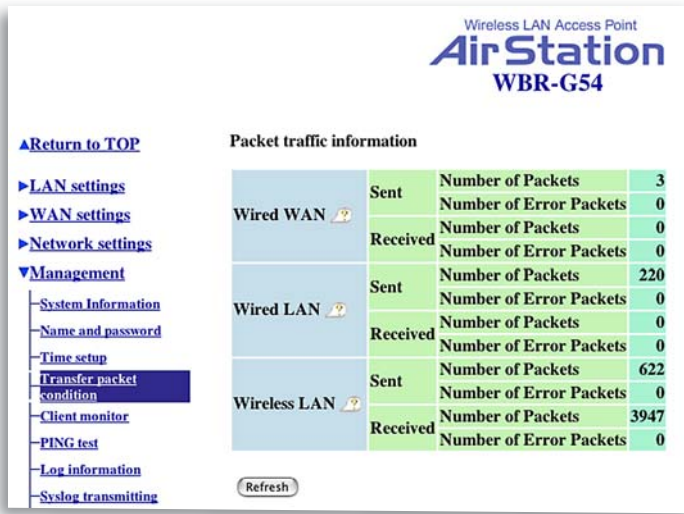 Wireless LAN Access Point
AirStation
WBR-G54
Return to TOP
LAN settings
WAN settings
Network settings
Management
System Information
Name and password
Time setup
Transfer packet
condition
Client monitor
PING test
Log information
Syslog transmitting
Packet traffic information
Wired WAN ?
Sent
Number of Packets 3
Number of Error Packets 0
Received
Number of Packets 0
Number of Error Packets 0
Wired LAN ?
Sent
Number of Packets 220
Number of Error Packets 0
Received
Number of Packets 0
Number of Error Packets 0
Wireless LAN ?
Sent
Number of Packets 622
Number of Error Packets 0
Received
Number of Packets 3947
Number of Error Packets 0
Refresh